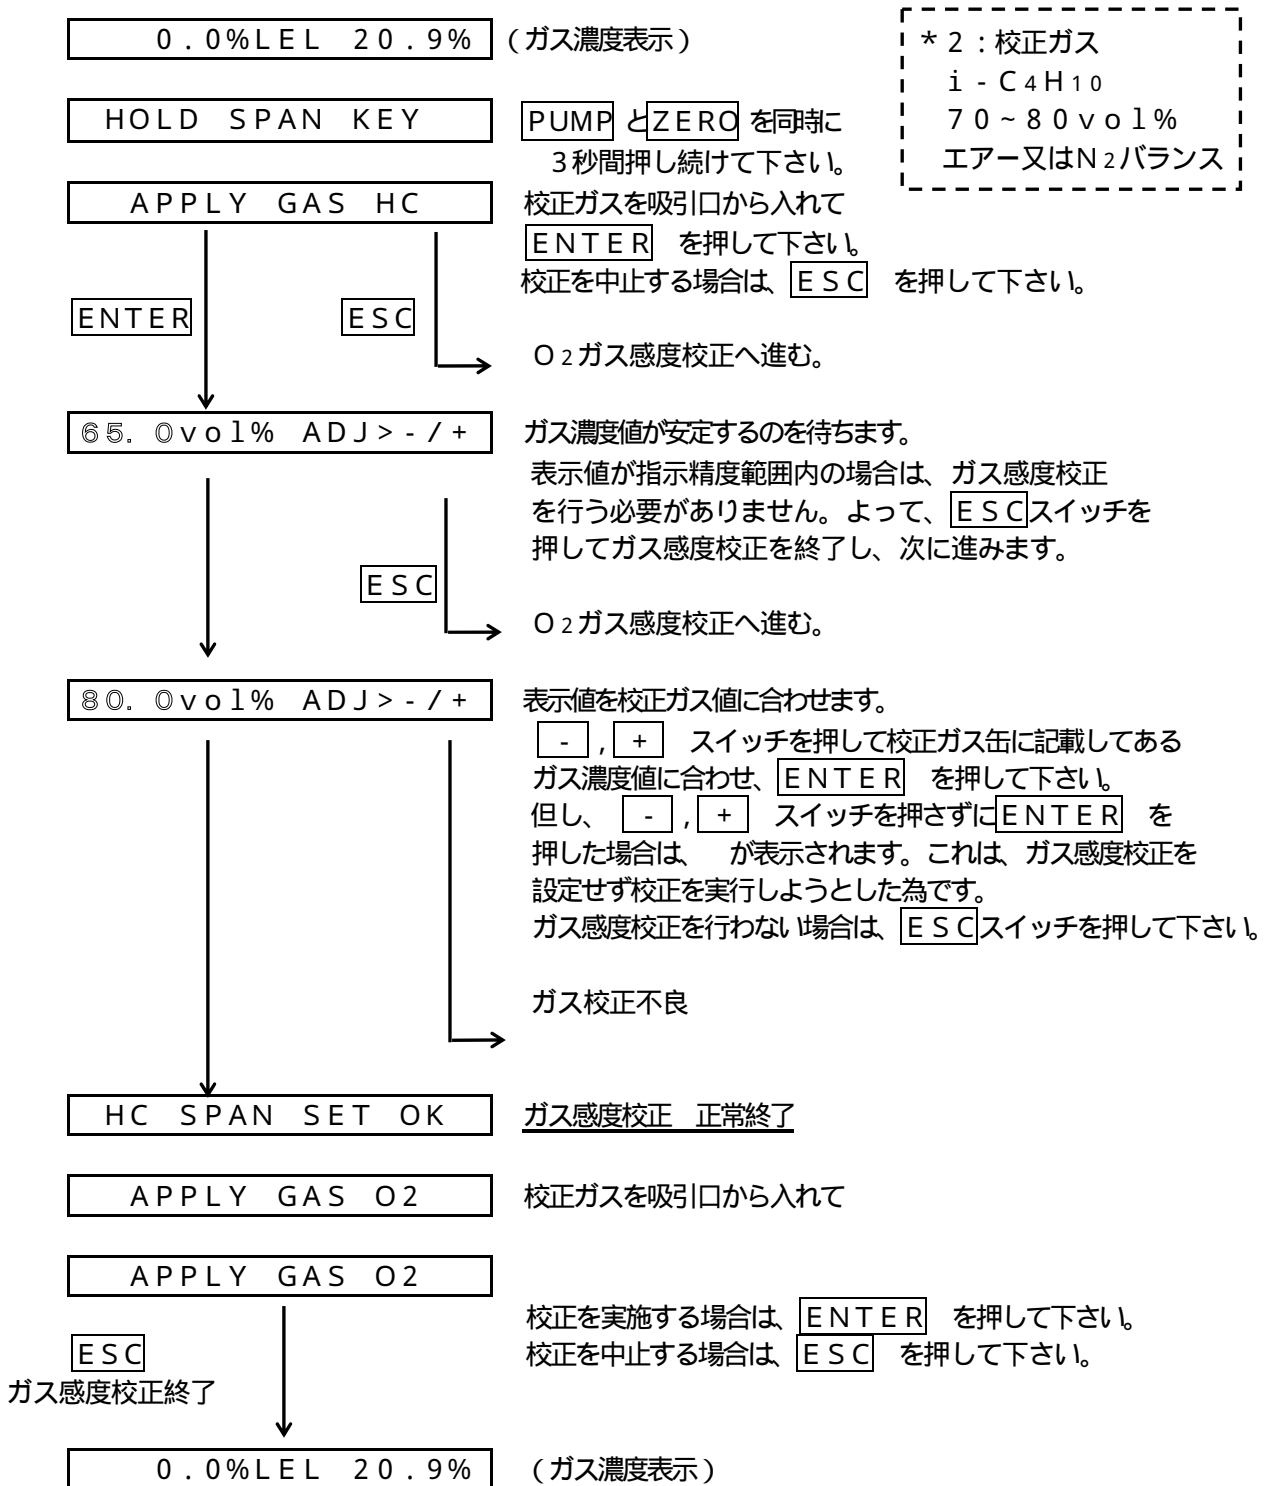 0.0%LEL 20.9% (ガス濃度表示)
*2:校正ガス
i-C4H10
70~80vol%
エアー又はN2バランス
HOLD SPAN KEY
PUMP とZERO を同時に
3秒間押し続けて下さい。
APPLY GAS HC
校正ガスを吸引口から入れて
ENTER を押して下さい。
校正を中止する場合は、ESC を押して下さい。
ENTER
ESC
O2ガス感度校正へ進む。
65.0vol% ADJ>-/+
ガス濃度値が安定するのを待ちます。
表示値が指示精度範囲内の場合は、ガス感度校正
を行う必要がありません。よって、ESCスイッチを
押してガス感度校正を終了し、次に進みます。
ESC
O2ガス感度校正へ進む。
80.0vol% ADJ>-/+
表示値を校正ガス値に合わせます。
- , + スイッチを押して校正ガス缶に記載してある
ガス濃度値に合わせ、ENTER を押して下さい。
但し、 - , + スイッチを押さずにENTER を
押した場合は、 が表示されます。これは、ガス感度校正を
設定せず校正を実行しようとした為です。
ガス感度校正を行わない場合は、ESCスイッチを押して下さい。
ガス校正不良
HC SPAN SET OK
ガス感度校正 正常終了
APPLY GAS O2
校正ガスを吸引口から入れて
APPLY GAS O2
校正を実施する場合は、ENTER を押して下さい。
校正を中止する場合は、ESC を押して下さい。
ESC
ガス感度校正終了
0.0%LEL 20.9% (ガス濃度表示)